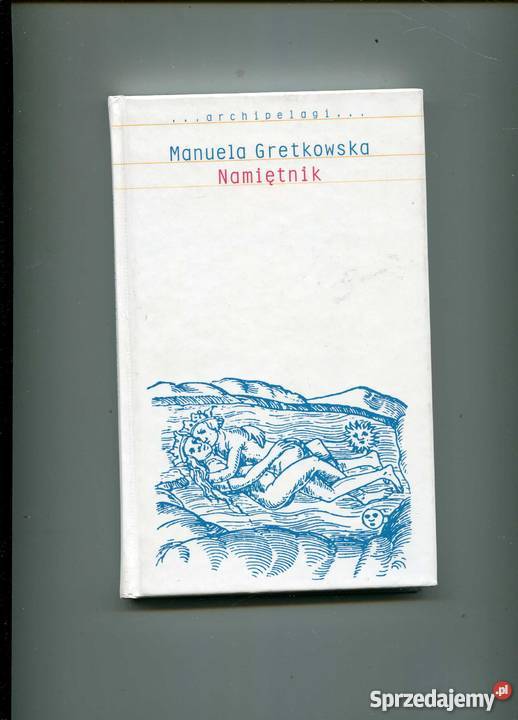 ...archipelagi...
Manuela Gretkowska
Namiętnik
Sprzedajemy.pl